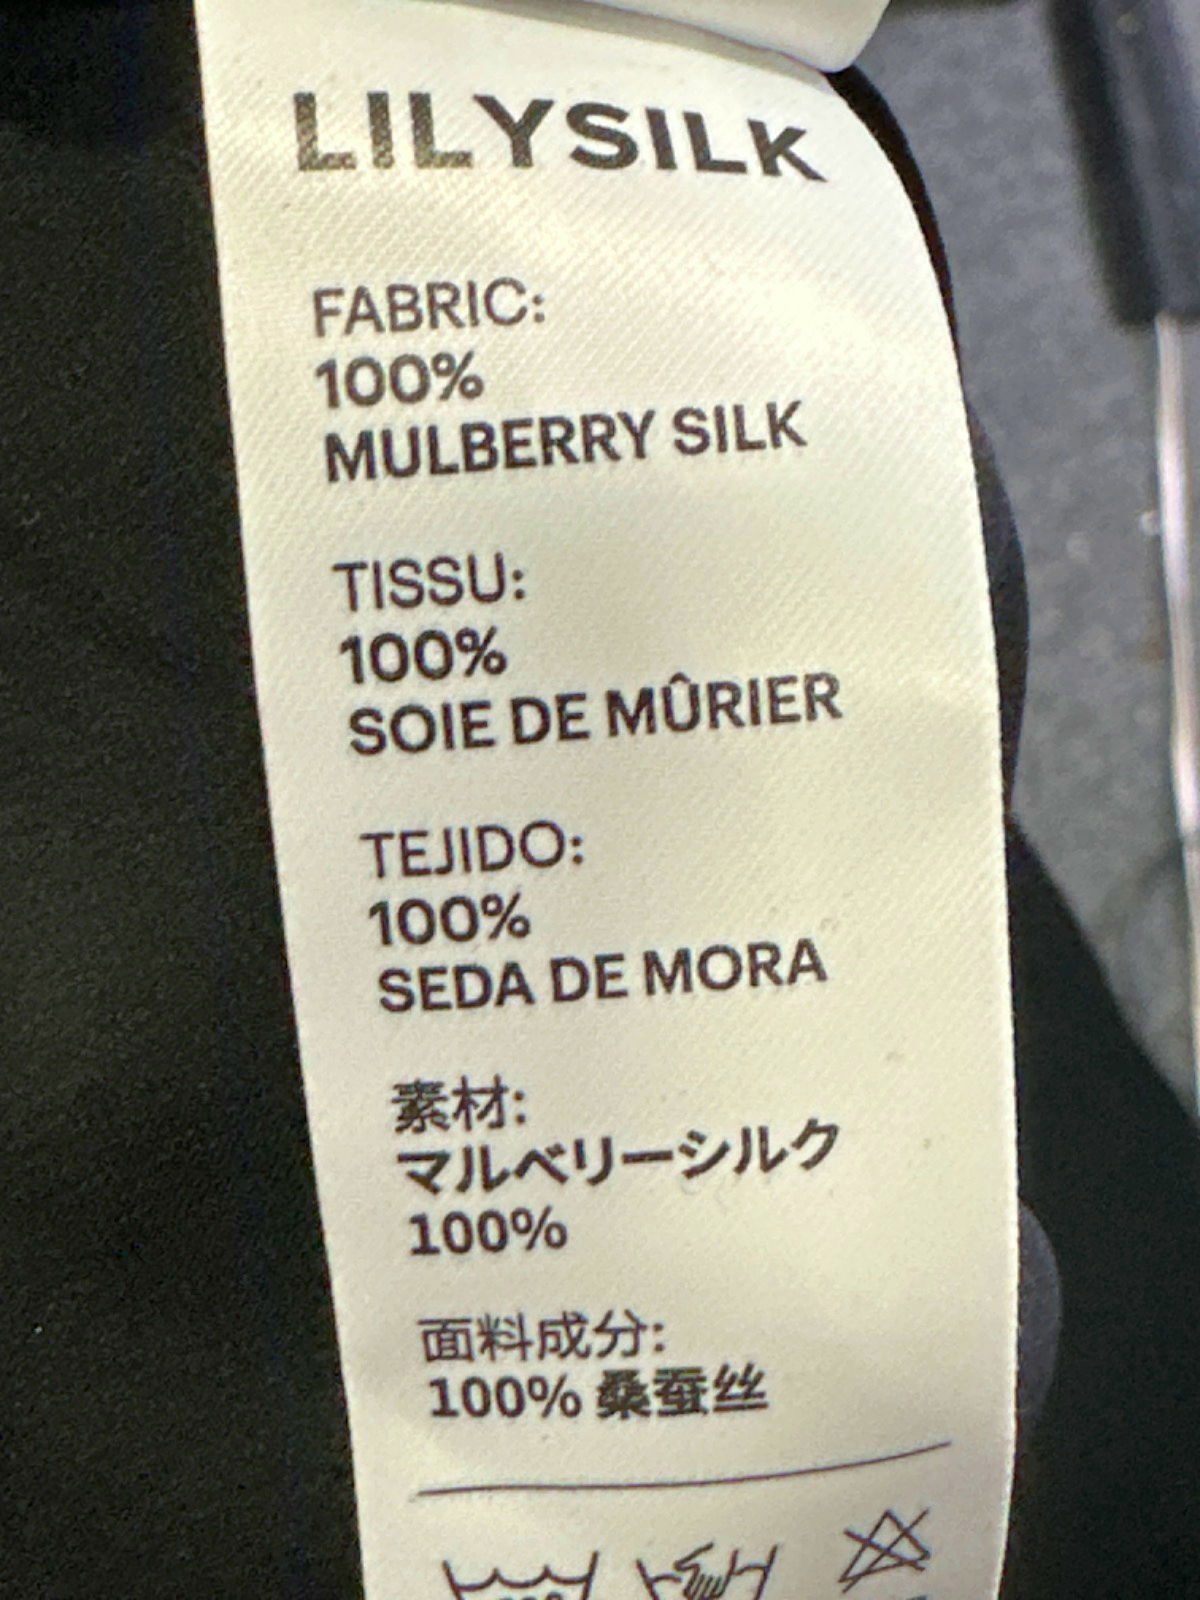 LILYSILK
FABRIC:
100%
MULBERRY SILK
TISSU:
100%
SOIE DE MÛRIER
TEJIDO:
100%
SEDA DE MORA
素材:
マルベリーシルク
100%
面料成分:
100% 桑蚕丝